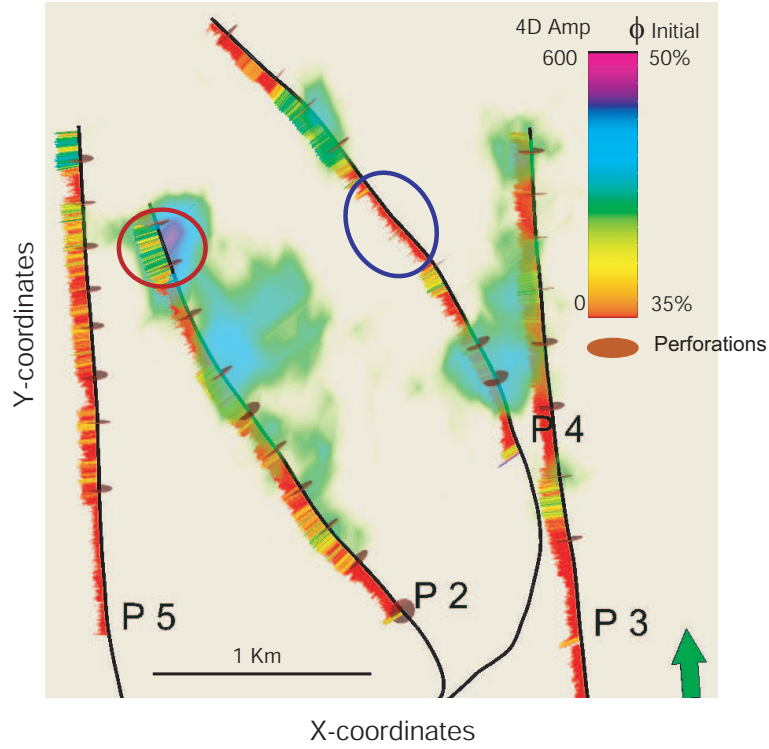 4D Amp ϕ Initial
600 50%
0 35%
Perforations
P 4
P 2
P 5
P 3
1 Km
Y-coordinates
X-coordinates